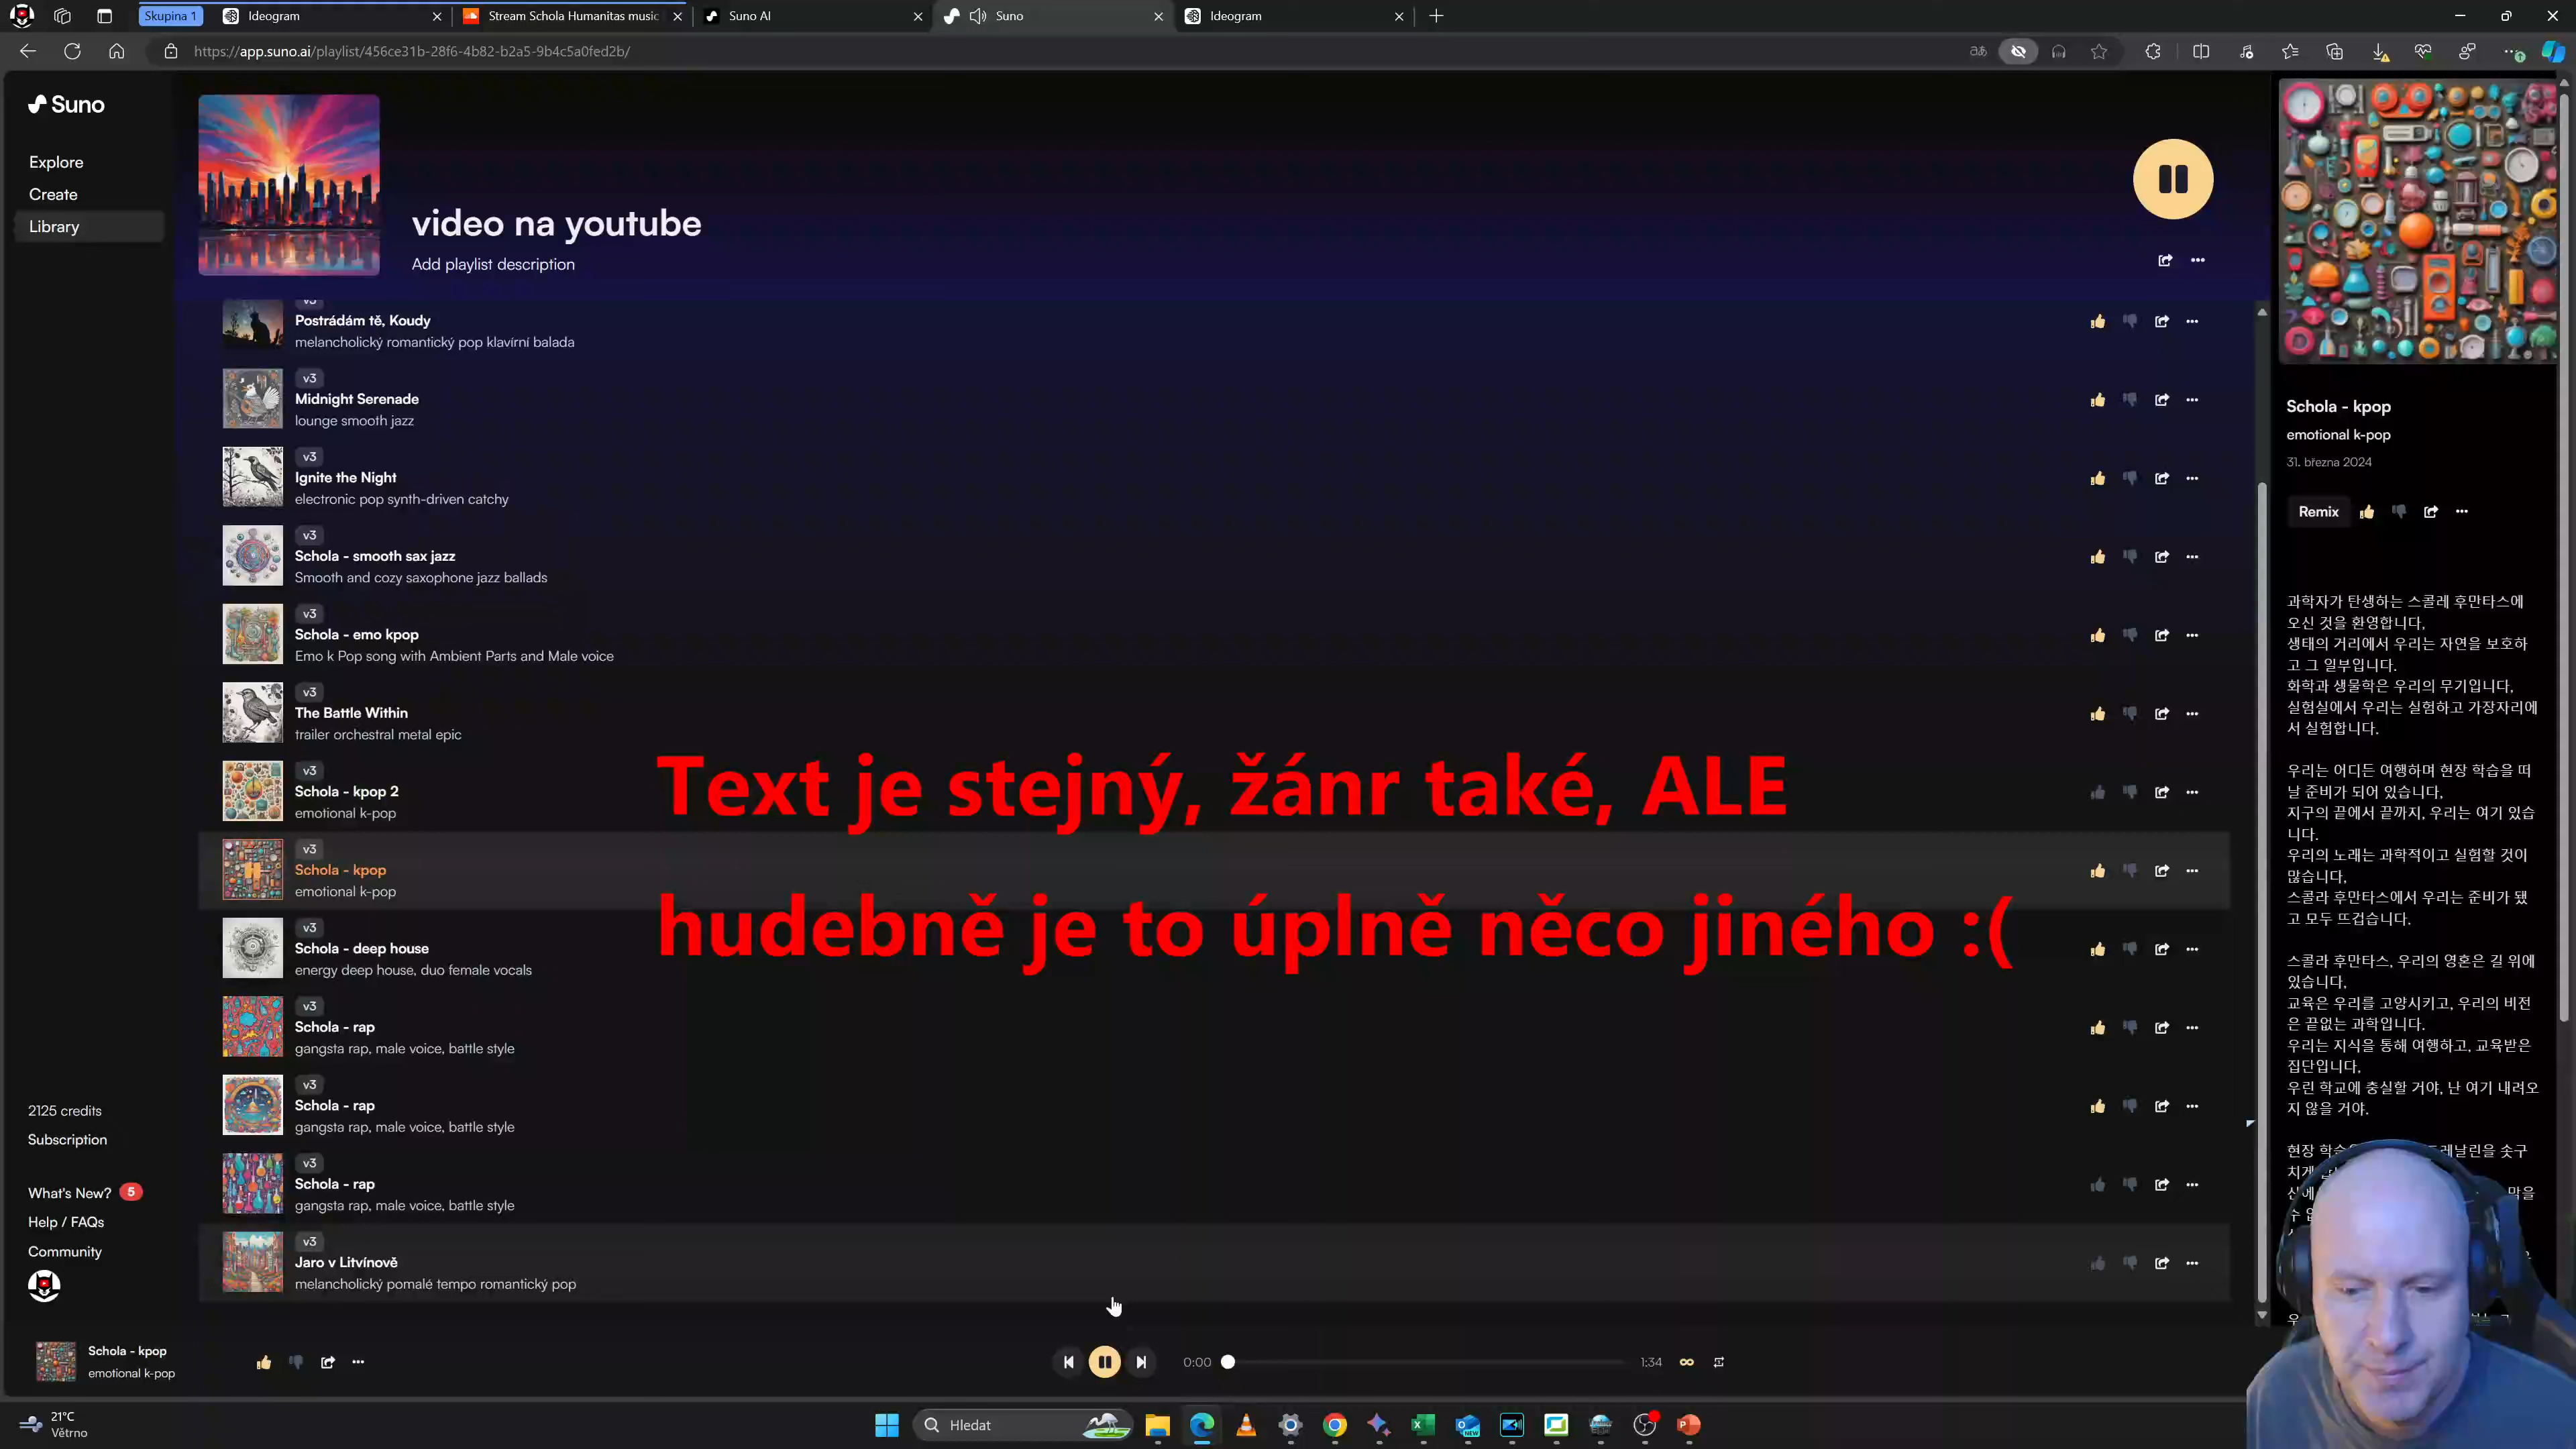 Skupina 1
Ideogram
Stream Schola Humanitas music
Suno AI
Suno
Ideogram
https://app.suno.ai/playlist/456ce31b-28f6-4b82-b2a5-9b4c5a0fed2b/
Suno
Explore
Create
Library
video na youtube
Add playlist description
v3
Postrádám tě, Koudy
melancholický romantický pop klavírní balada
v3
Midnight Serenade
lounge smooth jazz
v3
Ignite the Night
electronic pop synth-driven catchy
v3
Schola - smooth sax jazz
Smooth and cozy saxophone jazz ballads
v3
Schola - emo kpop
Emo k Pop song with Ambient Parts and Male voice
v3
The Battle Within
trailer orchestral metal epic
v3
Schola - kpop 2
emotional k-pop
v3
Schola - kpop
emotional k-pop
v3
Schola - deep house
energy deep house, duo female vocals
v3
Schola - rap
gangsta rap, male voice, battle style
v3
Schola - rap
gangsta rap, male voice, battle style
v3
Schola - rap
gangsta rap, male voice, battle style
v3
Jaro v Litvínově
melancholický pomalé tempo romantický pop
Text je stejný, žánr také, ALE
hudebně je to úplně něco jiného :(
Schola - kpop
emotional k-pop
31. března 2024
Remix
과학자가 탄생하는 스콜레 후만타스에
오신 것을 환영합니다,
생태의 거리에서 우리는 자연을 보호하
고 그 일부입니다.
화학과 생물학은 우리의 무기입니다,
실험실에서 우리는 실험하고 가장자리에
서 실험합니다.
우리는 어디든 여행하며 현장 학습을 떠
날 준비가 되어 있습니다,
지구의 끝에서 끝까지, 우리는 여기 있습
니다.
우리의 노래는 과학적이고 실험할 것이
많습니다,
스콜라 후만타스에서 우리는 준비가 됐
고 모두 뜨겁습니다.
스콜라 후만타스, 우리의 영혼은 길 위에
있습니다,
교육은 우리를 고양시키고, 우리의 비전
은 끝없는 과학입니다.
우리는 지식을 통해 여행하고, 교육받은
집단입니다,
우린 학교에 충실할 거야, 난 여기 내려오
지 않을 거야.
현장 학습 레날린을 솟구
치게
막을
수
2125 credits
Subscription
What's New? 5
Help / FAQs
Community
Schola - kpop
emotional k-pop
0:00
1:34
21°C
Větrno
Hledat